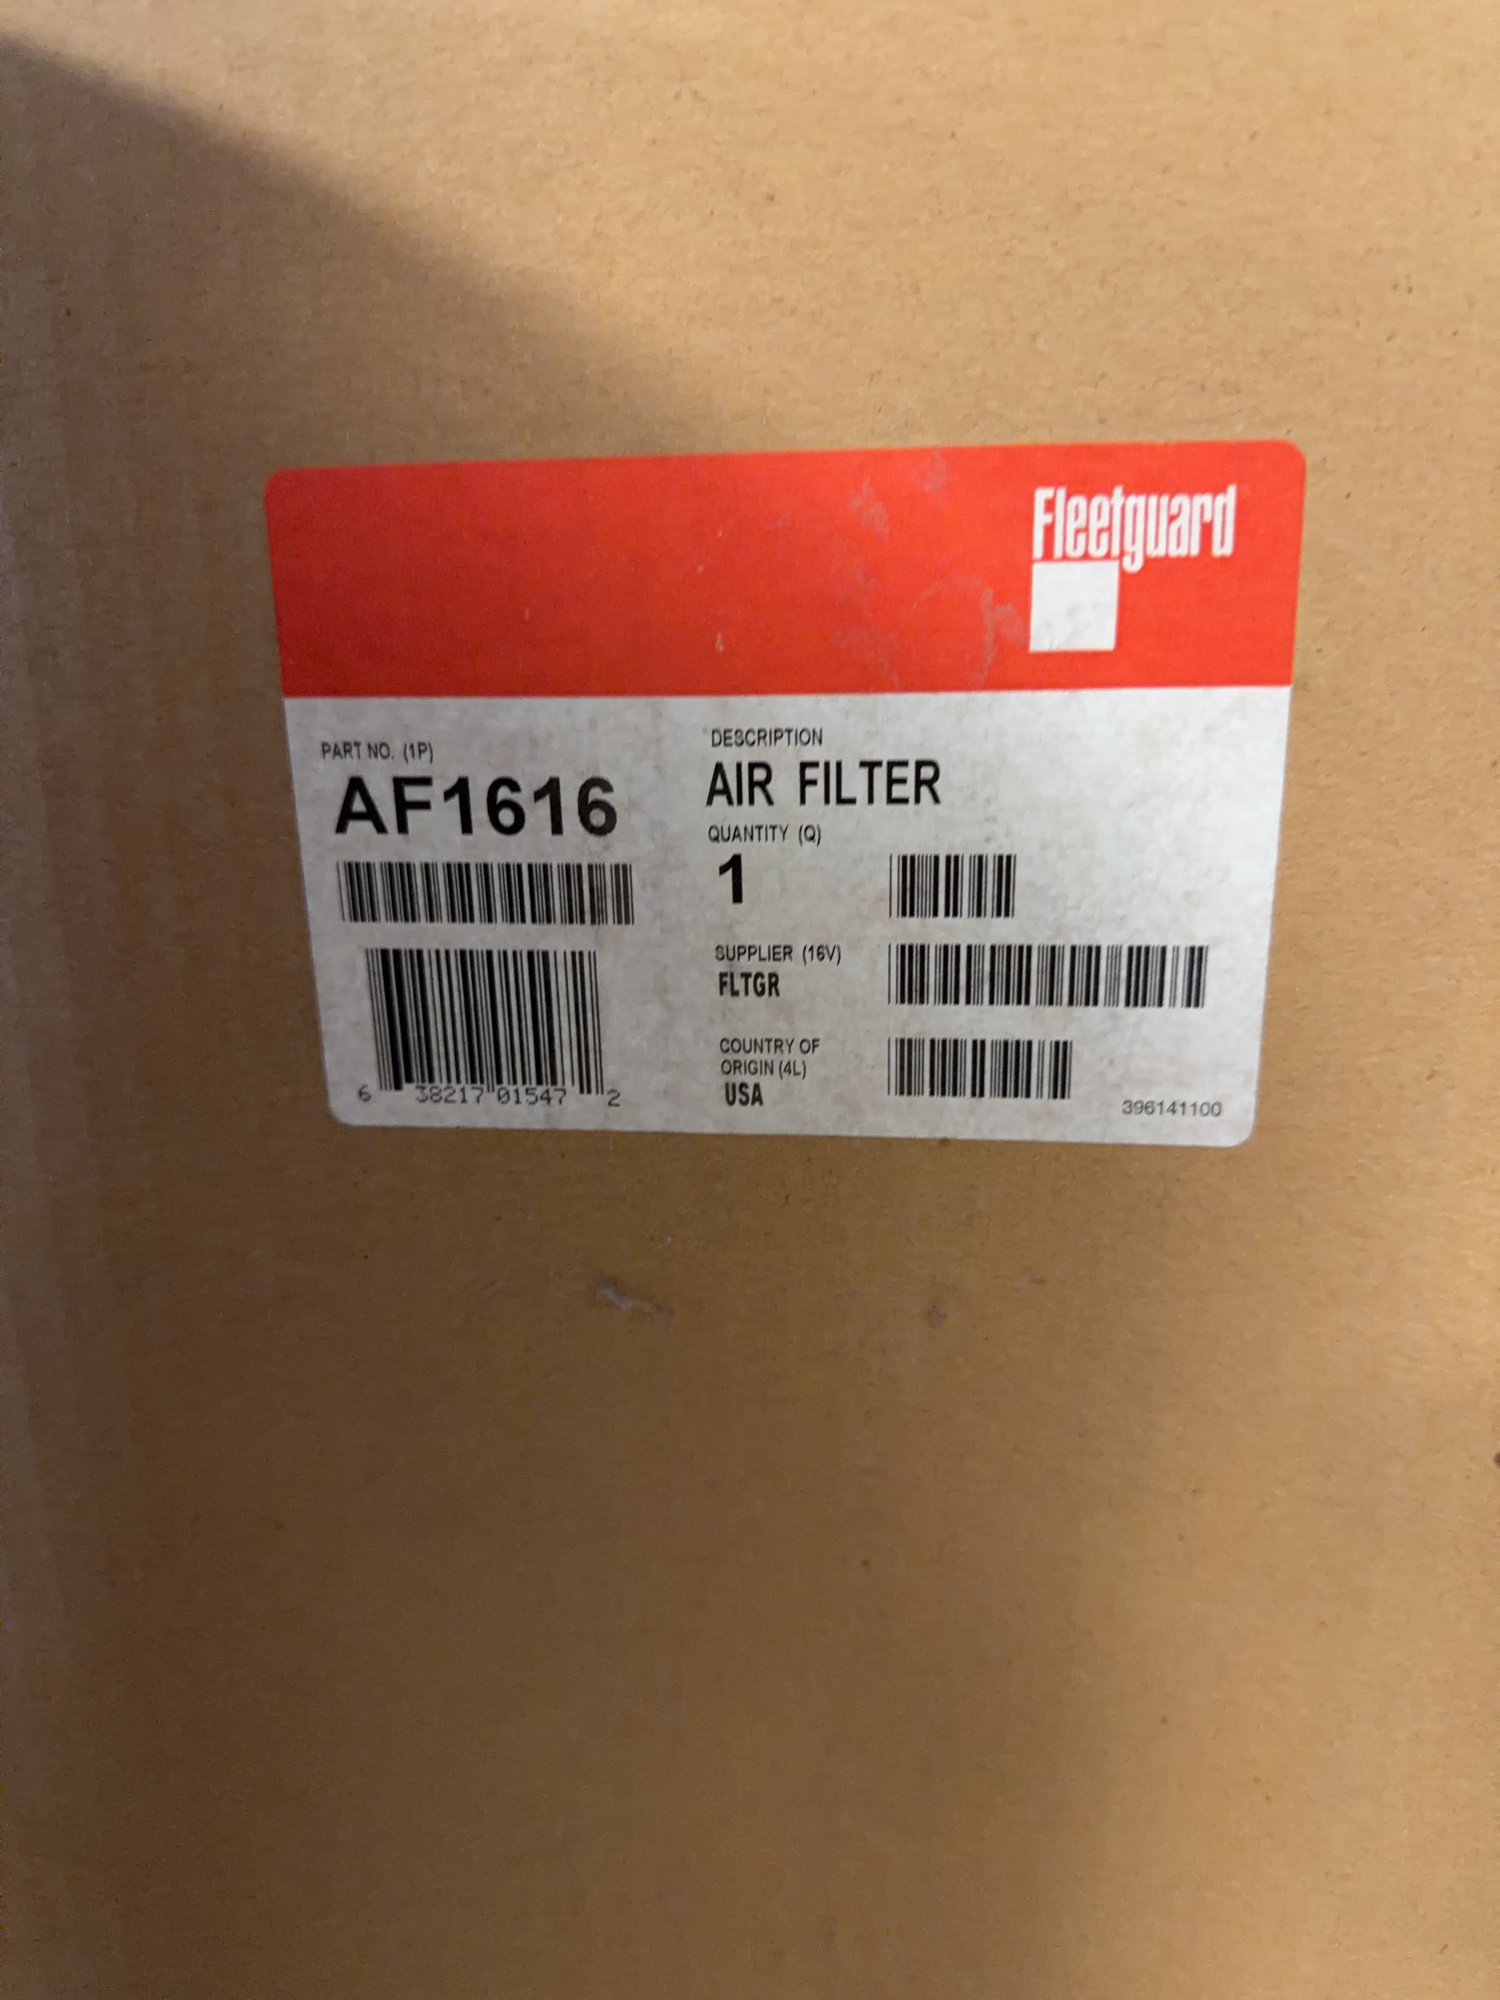 Fleetguard
PART NO. (1P)
AF1616
DESCRIPTION
AIR FILTER
QUANTITY (Q)
1
SUPPLIER (16V)
FLTGR
COUNTRY OF
ORIGIN (4L)
USA
6 38217 01547 2
396141100